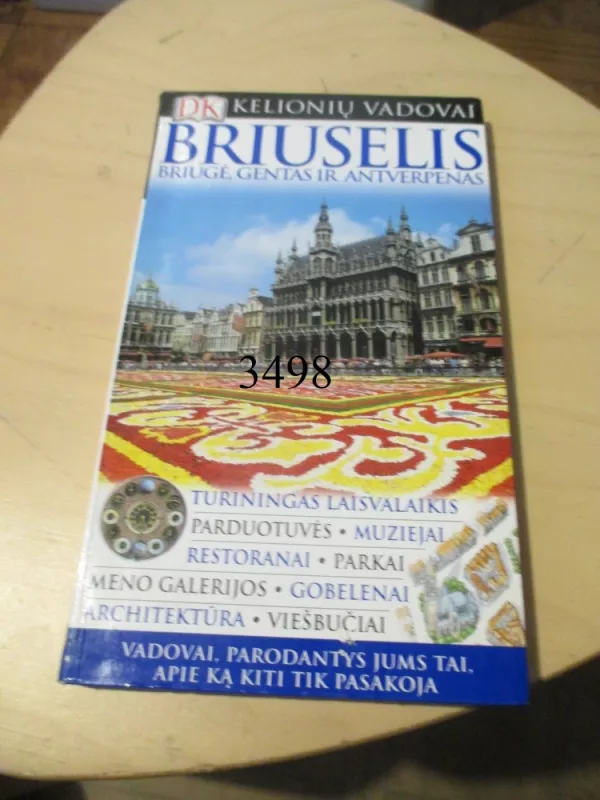 DK KELIONIŲ VADOVAI
BRIUSELIS
BRIUGĖ, GENTAS IR ANTVERPENAS
3498
TURININGAS LAISVALAIKIS
PARDUOTUVĖS • MUZIEJAI
RESTORANAI • PARKAI
MENO GALERIJOS • GOBELENAI
ARCHITEKTŪRA • VIEŠBUČIAI
VADOVAI, PARODANTYS JUMS TAI,
APIE KĄ KITI TIK PASAKOJA